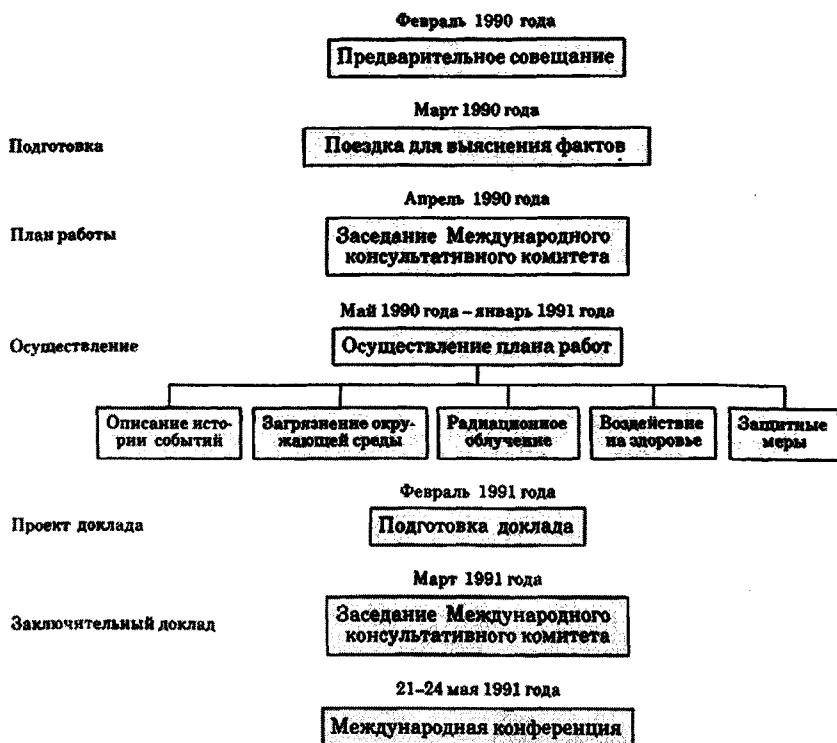 Февраль 1990 года
Предварительное совещание
Март 1990 года
Подготовка
Поездка для выяснения фактов
Апрель 1990 года
План работы
Заседание Международного
консультативного комитета
Май 1990 года – январь 1991 года
Осуществление
Осуществление плана работ
Описание исто-
рии событий
Загрязнение окру-
жающей среды
Радиационное
облучение
Воздействие
на здоровье
Защитные
меры
Февраль 1991 года
Проект доклада
Подготовка доклада
Март 1991 года
Заключительный доклад
Заседание Международного
консультативного комитета
21–24 мая 1991 года
Международная конференция